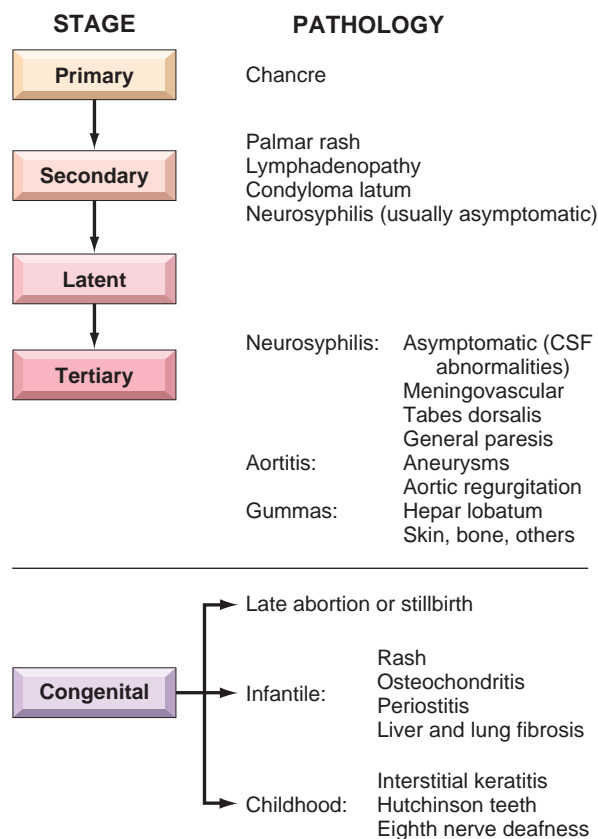 STAGE PATHOLOGY
Primary Chancre
Palmar rash
Lymphadenopathy
Secondary Condyloma latum
Neurosyphilis (usually asymptomatic)
Latent
Neurosyphilis: Asymptomatic (CSF
abnormalities)
Tertiary Meningovascular
Tabes dorsalis
General paresis
Aortitis: Aneurysms
Aortic regurgitation
Gummas: Hepar lobatum
Skin, bone, others
Late abortion or stillbirth
Rash
Osteochondritis
Congenital Infantile: Periostitis
Liver and lung fibrosis
Interstitial keratitis
Childhood: Hutchinson teeth
Eighth nerve deafness